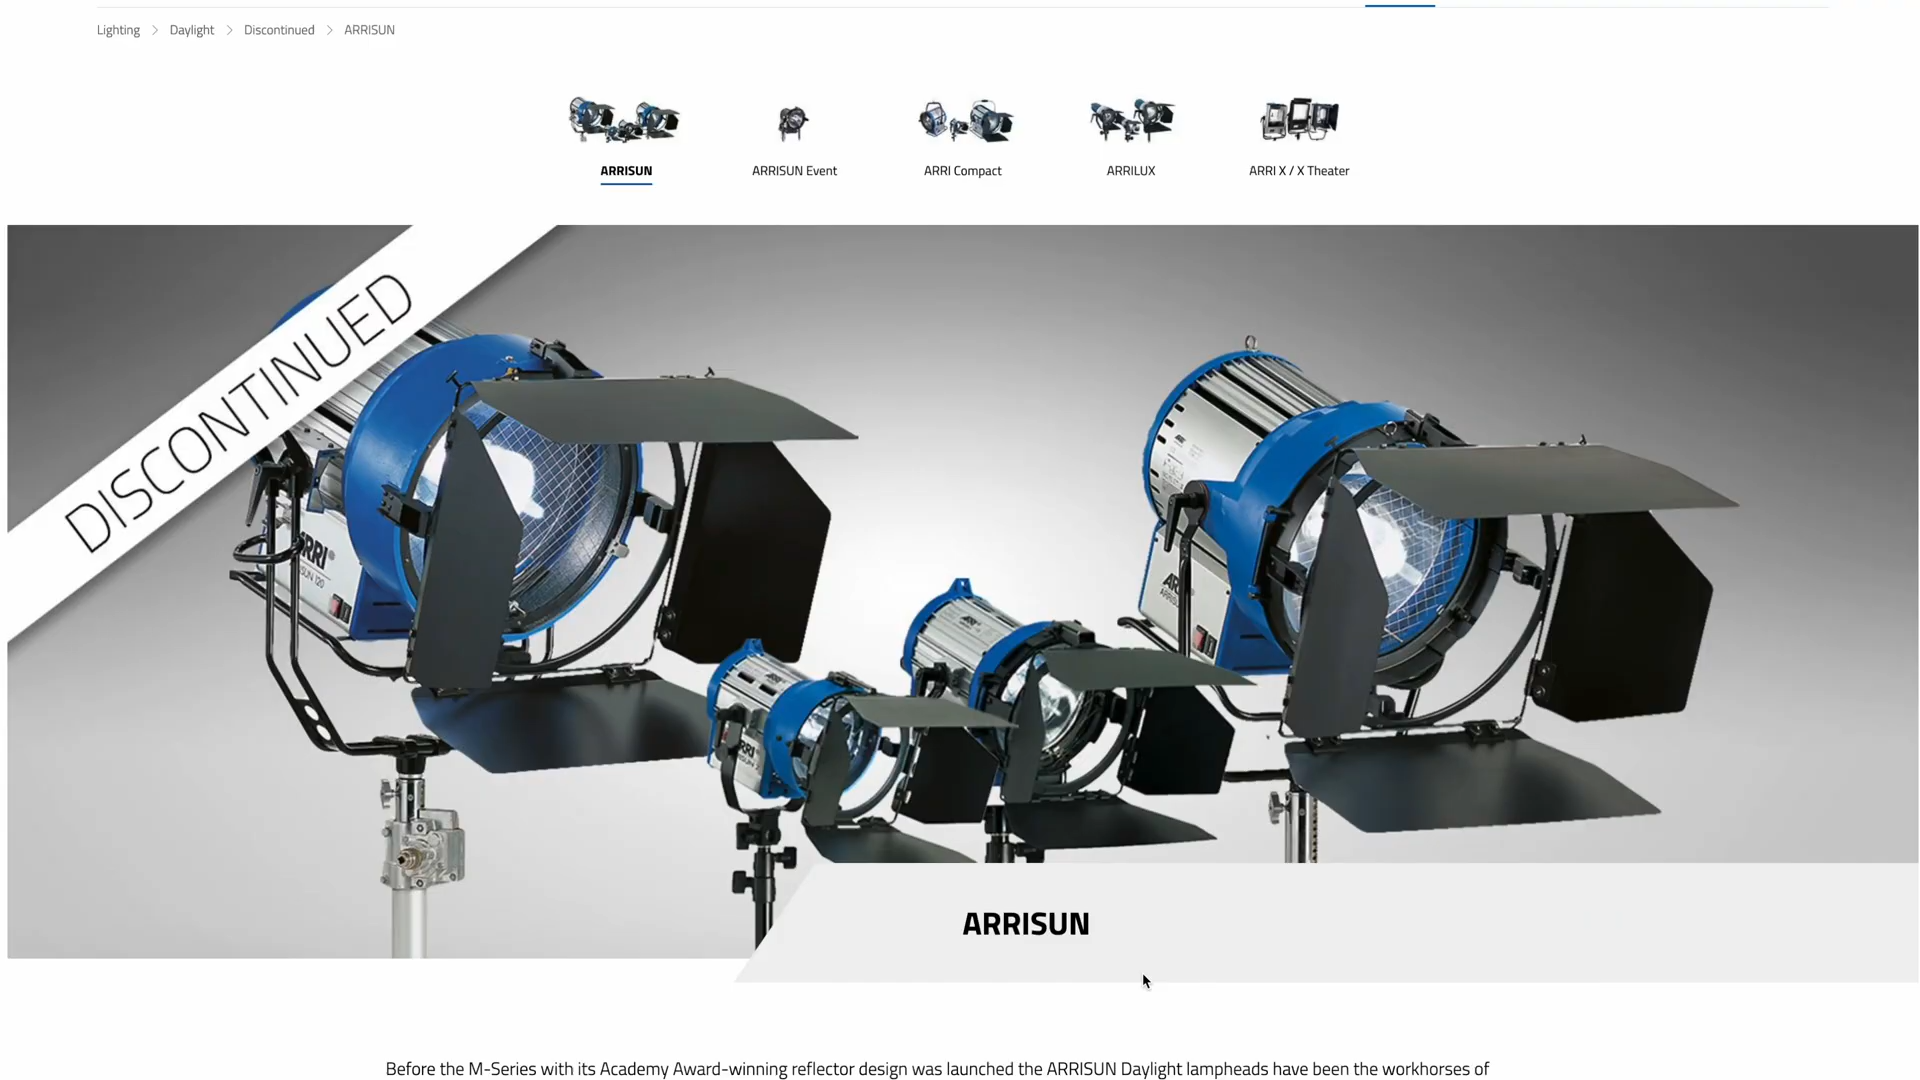 Lighting > Daylight > Discontinued > ARRISUN
ARRISUN
ARRISUN Event
ARRI Compact
ARRILUX
ARRI X / X Theater
DISCONTINUED
ARRISUN
Before the M-Series with its Academy Award-winning reflector design was launched the ARRISUN Daylight lampheads have been the workhorses of